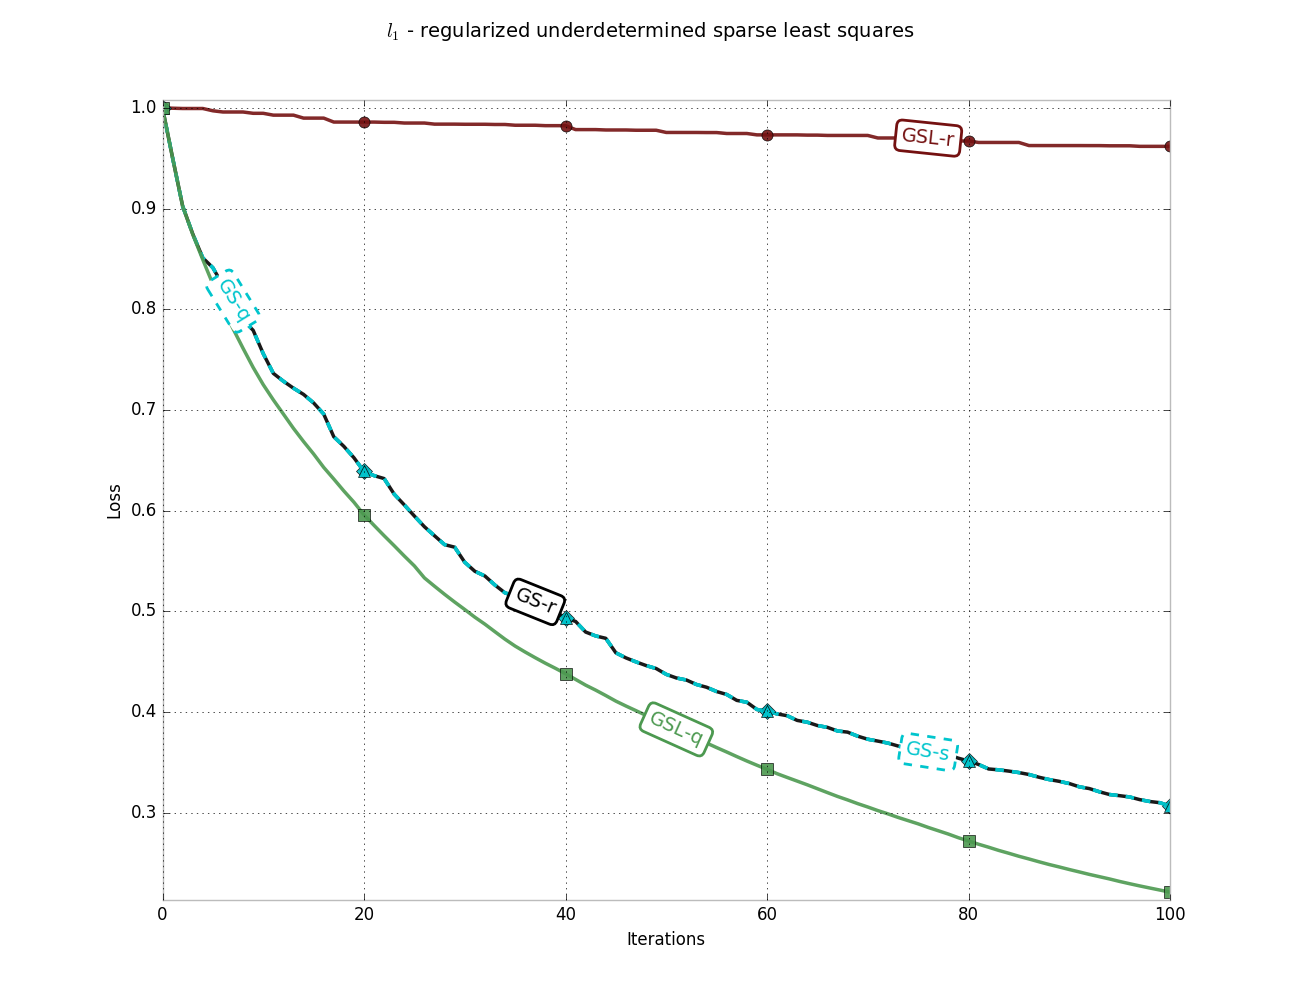 l₁ - regularized underdetermined sparse least squares
1.0
0.9
0.8
0.7
0.6
0.5
0.4
0.3
Loss
GSL-r
GS-q
GS-r
GSL-q
GS-s
0 20 40 60 80 100
Iterations